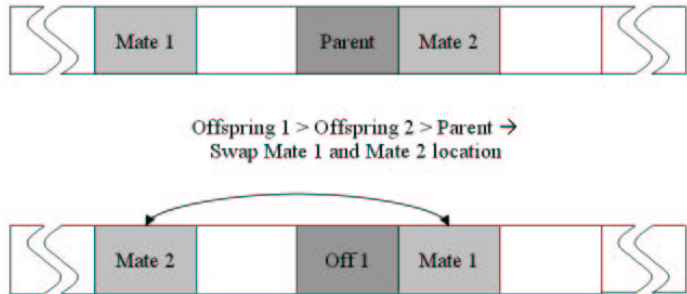 Mate 1 Parent Mate 2
Offspring 1 > Offspring 2 > Parent →
Swap Mate 1 and Mate 2 location
Mate 2 Off 1 Mate 1